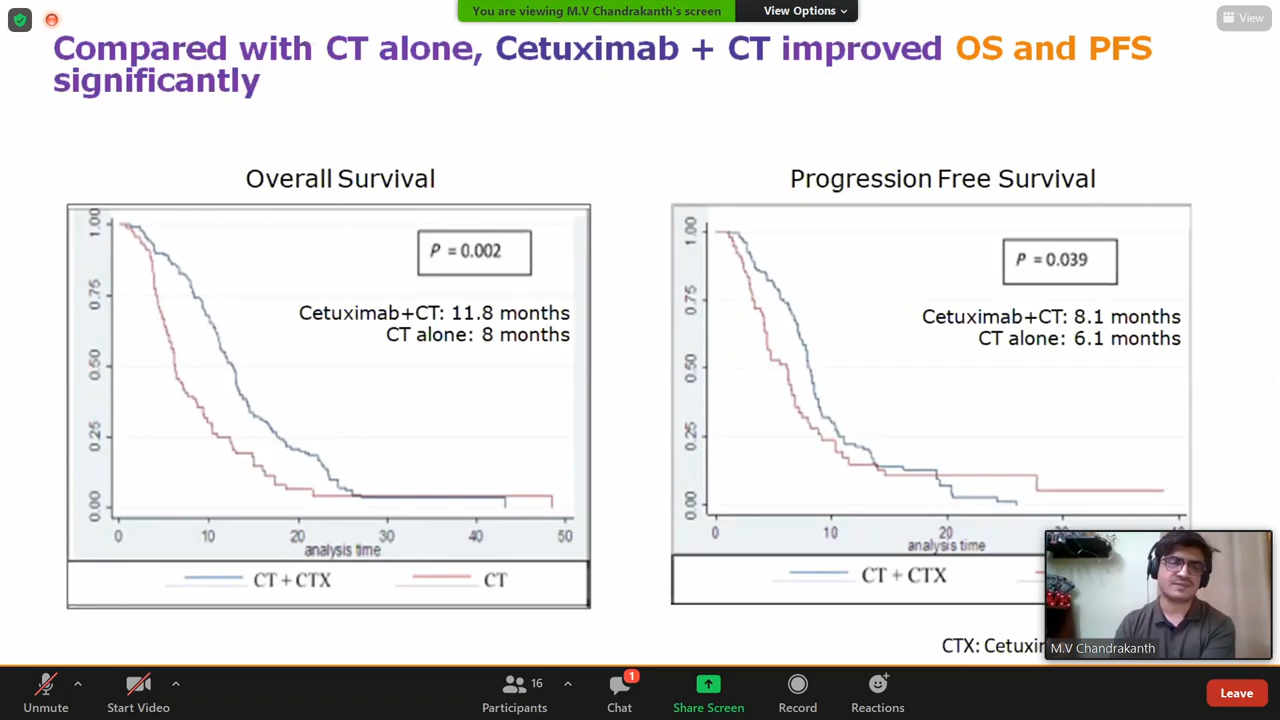 You are viewing M.V Chandrakanth's screen
View Options
View
Compared with CT alone, Cetuximab + CT improved OS and PFS
significantly
Overall Survival
1.00
0.75
0.50
0.25
0.00
P = 0.002
Cetuximab+CT: 11.8 months
CT alone: 8 months
0 10 20 30 40 50
analysis time
CT + CTX
CT
Progression Free Survival
1.00
0.75
0.50
0.25
0.00
P = 0.039
Cetuximab+CT: 8.1 months
CT alone: 6.1 months
0 10 20 30 40
analysis time
CT + CTX
CTX:
M.V Chandrakanth
Unmute
Start Video
16
Participants
1
Chat
Share Screen
Record
Reactions
Leave